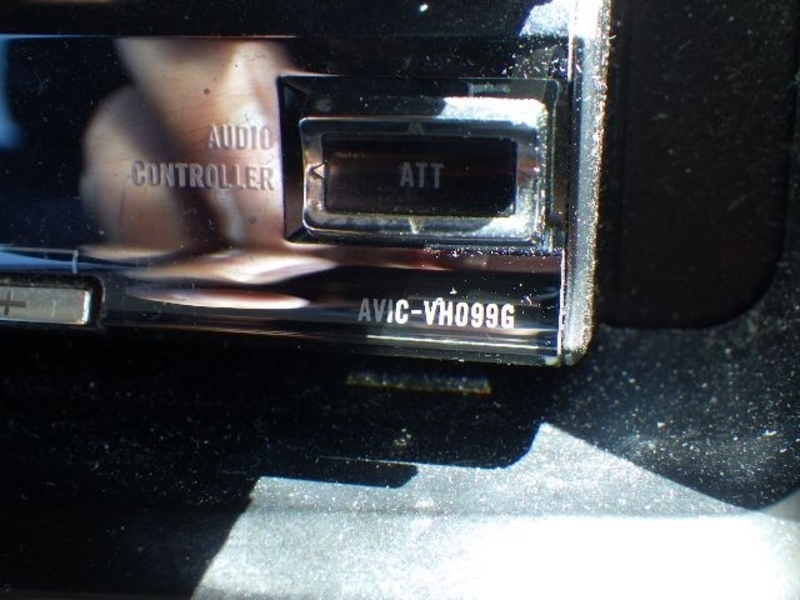 AUDIO
CONTROLLER
ATT
AVIC-VH099G
+